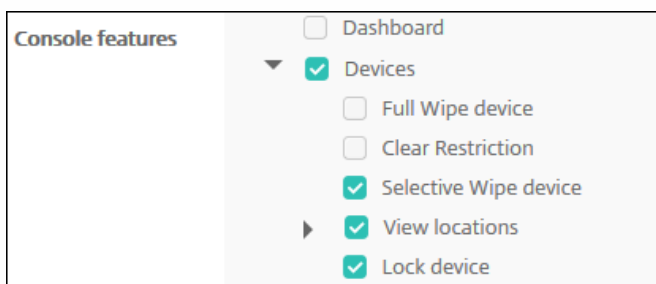 Console features
Dashboard
Devices
Full Wipe device
Clear Restriction
Selective Wipe device
View locations
Lock device